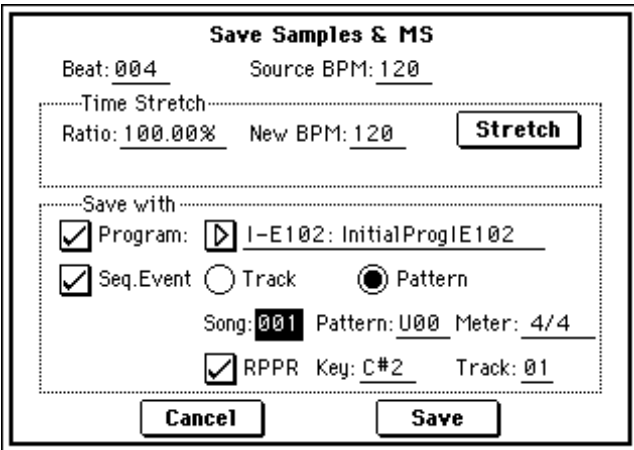 Save Samples & MS
Beat: 004 Source BPM: 120
Time Stretch
Ratio: 100.00% New BPM: 120 Stretch
Save with
Program: I-E102: InitialProgIE102
Seq.Event Track Pattern
Song: 001 Pattern: U00 Meter: 4/4
RPPR Key: C#2 Track: 01
Cancel Save